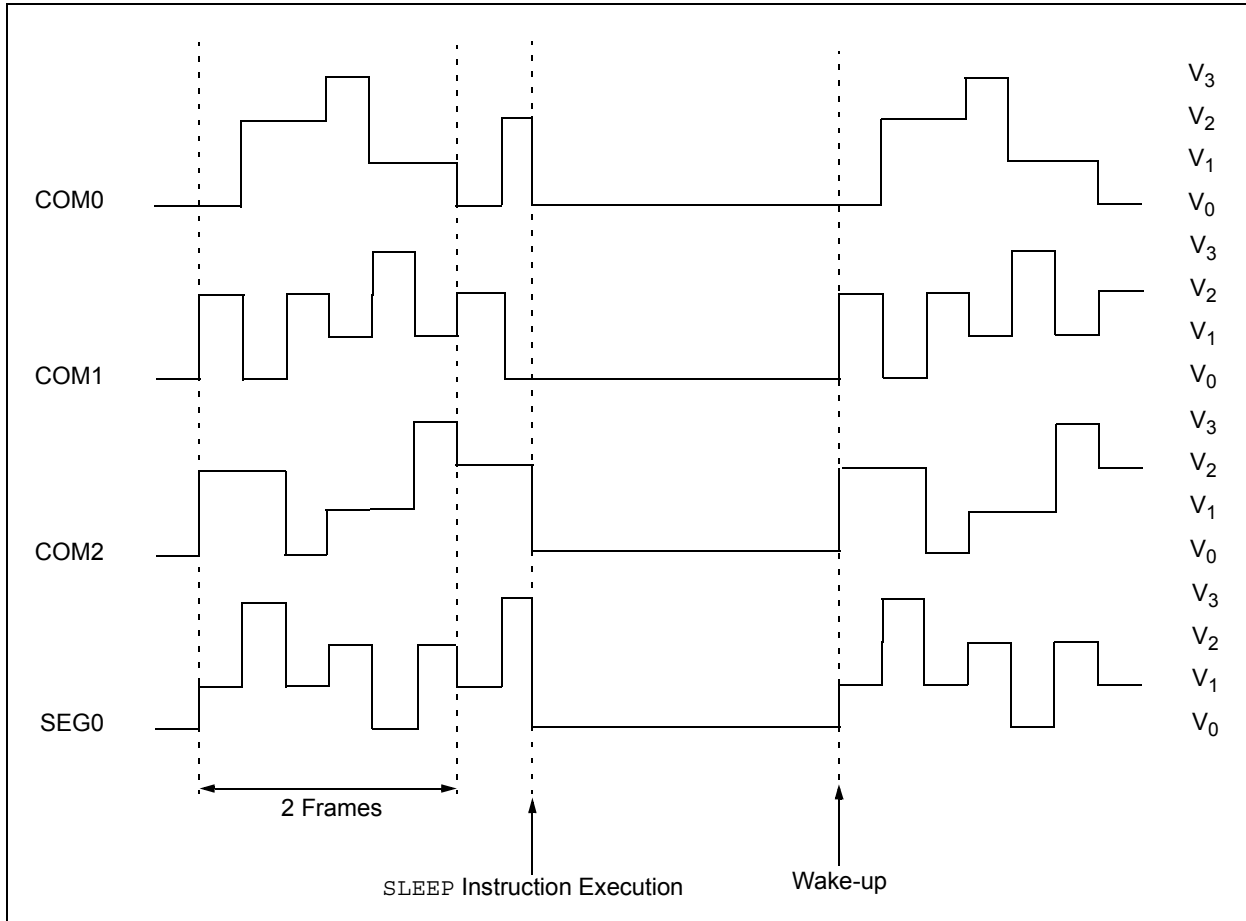 V3
V2
V1
COM0
V0
V3
V2
V1
COM1
V0
V3
V2
V1
COM2
V0
V3
V2
V1
SEG0
V0
2 Frames
SLEEP Instruction Execution
Wake-up